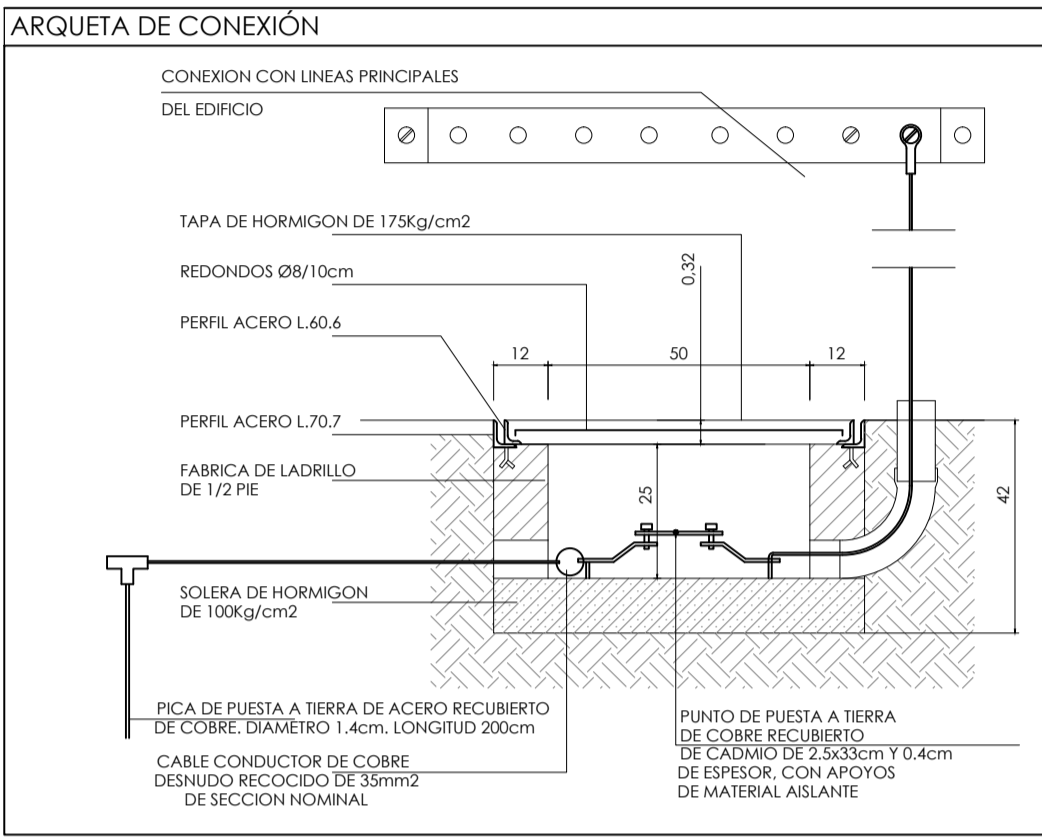 ARQUETA DE CONEXIÓN
CONEXION CON LINEAS PRINCIPALES
DEL EDIFICIO
TAPA DE HORMIGON DE 175Kg/cm2
REDONDOS Ø8/10cm
0,32
PERFIL ACERO L.60.6
12
50
12
PERFIL ACERO L.70.7
FABRICA DE LADRILLO
DE 1/2 PIE
25
42
SOLERA DE HORMIGON
DE 100Kg/cm2
PICA DE PUESTA A TIERRA DE ACERO RECUBIERTO
DE COBRE. DIAMETRO 1.4cm. LONGITUD 200cm
CABLE CONDUCTOR DE COBRE
DESNUDO RECOCIDO DE 35mm2
DE SECCION NOMINAL
PUNTO DE PUESTA A TIERRA
DE COBRE RECUBIERTO
DE CADMIO DE 2.5x33cm Y 0.4cm
DE ESPESOR, CON APOYOS
DE MATERIAL AISLANTE